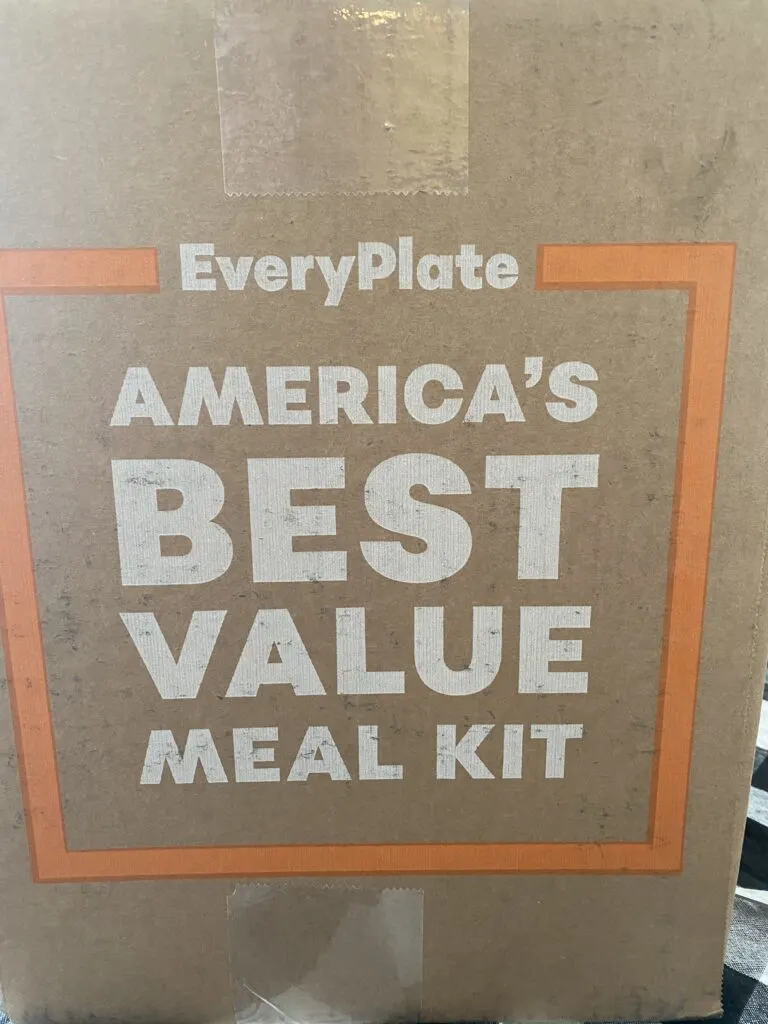 EveryPlate
AMERICA'S
BEST
VALUE
MEAL KIT